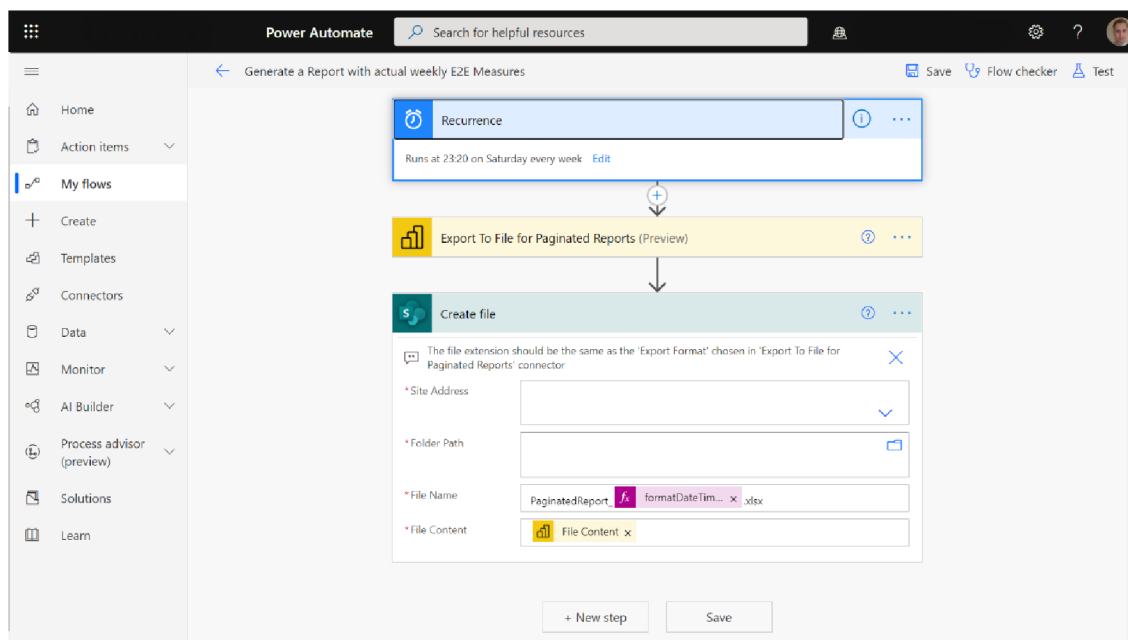 Power Automate
Search for helpful resources
?
Generate a Report with actual weekly E2E Measures
Save
Flow checker
Test
Home
Action items
My flows
Create
Templates
Connectors
Data
Monitor
AI Builder
Process advisor
(preview)
Solutions
Learn
Recurrence
Runs at 23:20 on Saturday every week Edit
Export To File for Paginated Reports (Preview)
S
Create file
The file extension should be the same as the 'Export Format' chosen in 'Export To File for
Paginated Reports' connector
*Site Address
*Folder Path
*File Name
PaginatedReport_ fx formatDateTim... x .xlsx
*File Content
File Content x
+ New step
Save